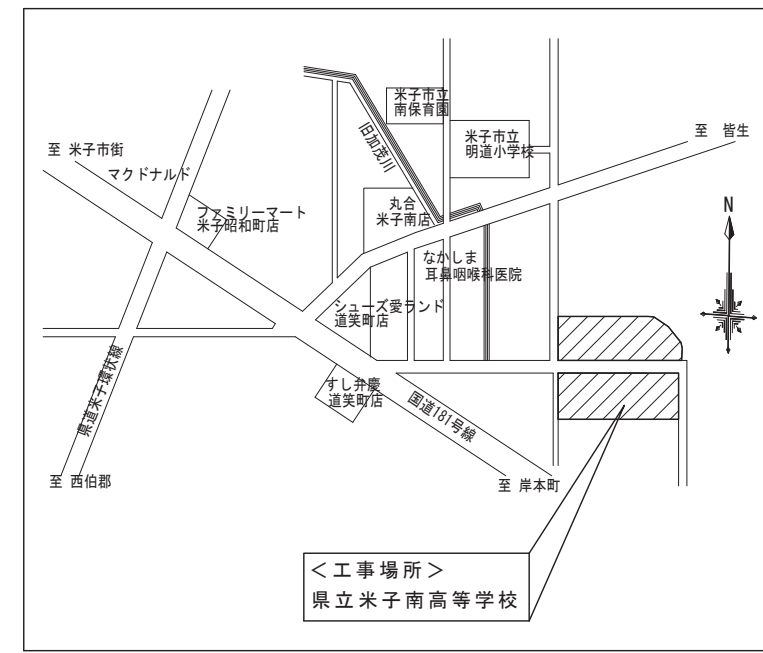 米子市立
南保育園
旧加茂川
米子市立
明道小学校
至 皆生
至 米子市街
マクドナルド
ファミリーマート
米子昭和町店
丸合
米子南店
N
なかしま
耳鼻咽喉科医院
シューズ愛ランド
道笑町店
県道米子環状線
すし弁慶
道笑町店
国道181号線
至 西伯郡
至 岸本町
＜工事場所＞
県立米子南高等学校